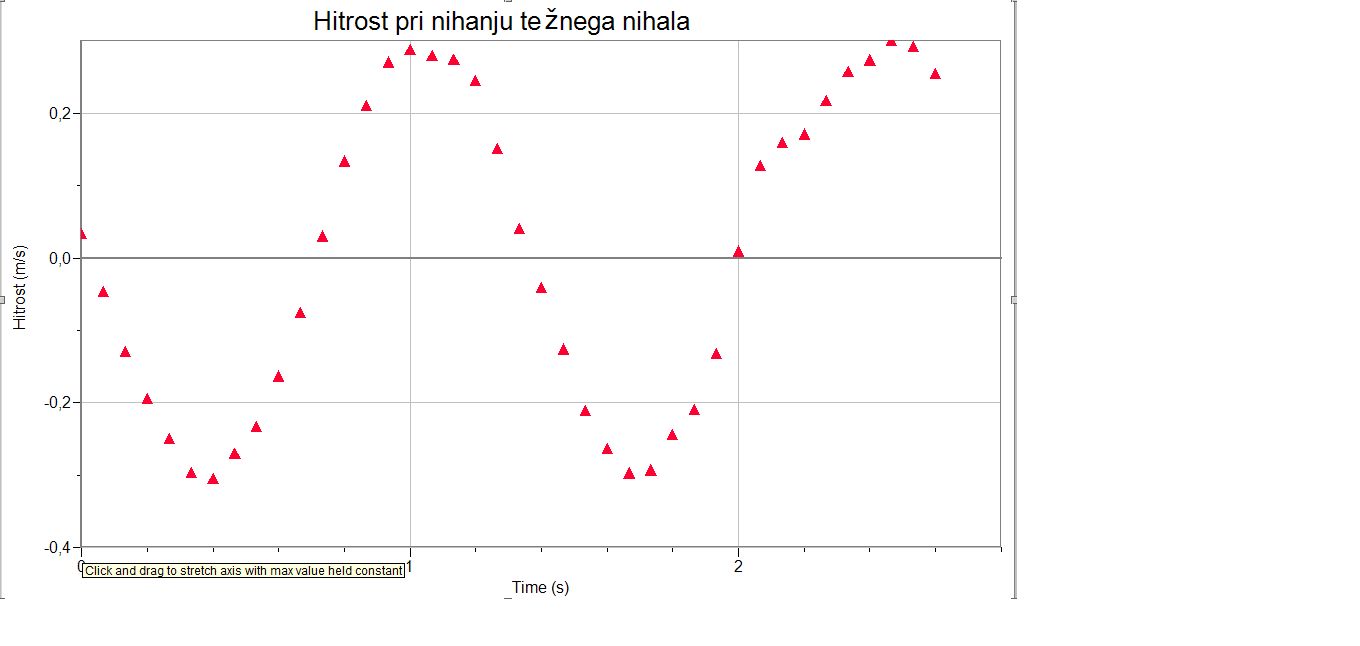 Hitrost pri nihanju težnega nihala
Hitrost (m/s)
0,2
0,0
-0,2
-0,4
0
1
2
Click and drag to stretch axis with max value held constant
Time (s)